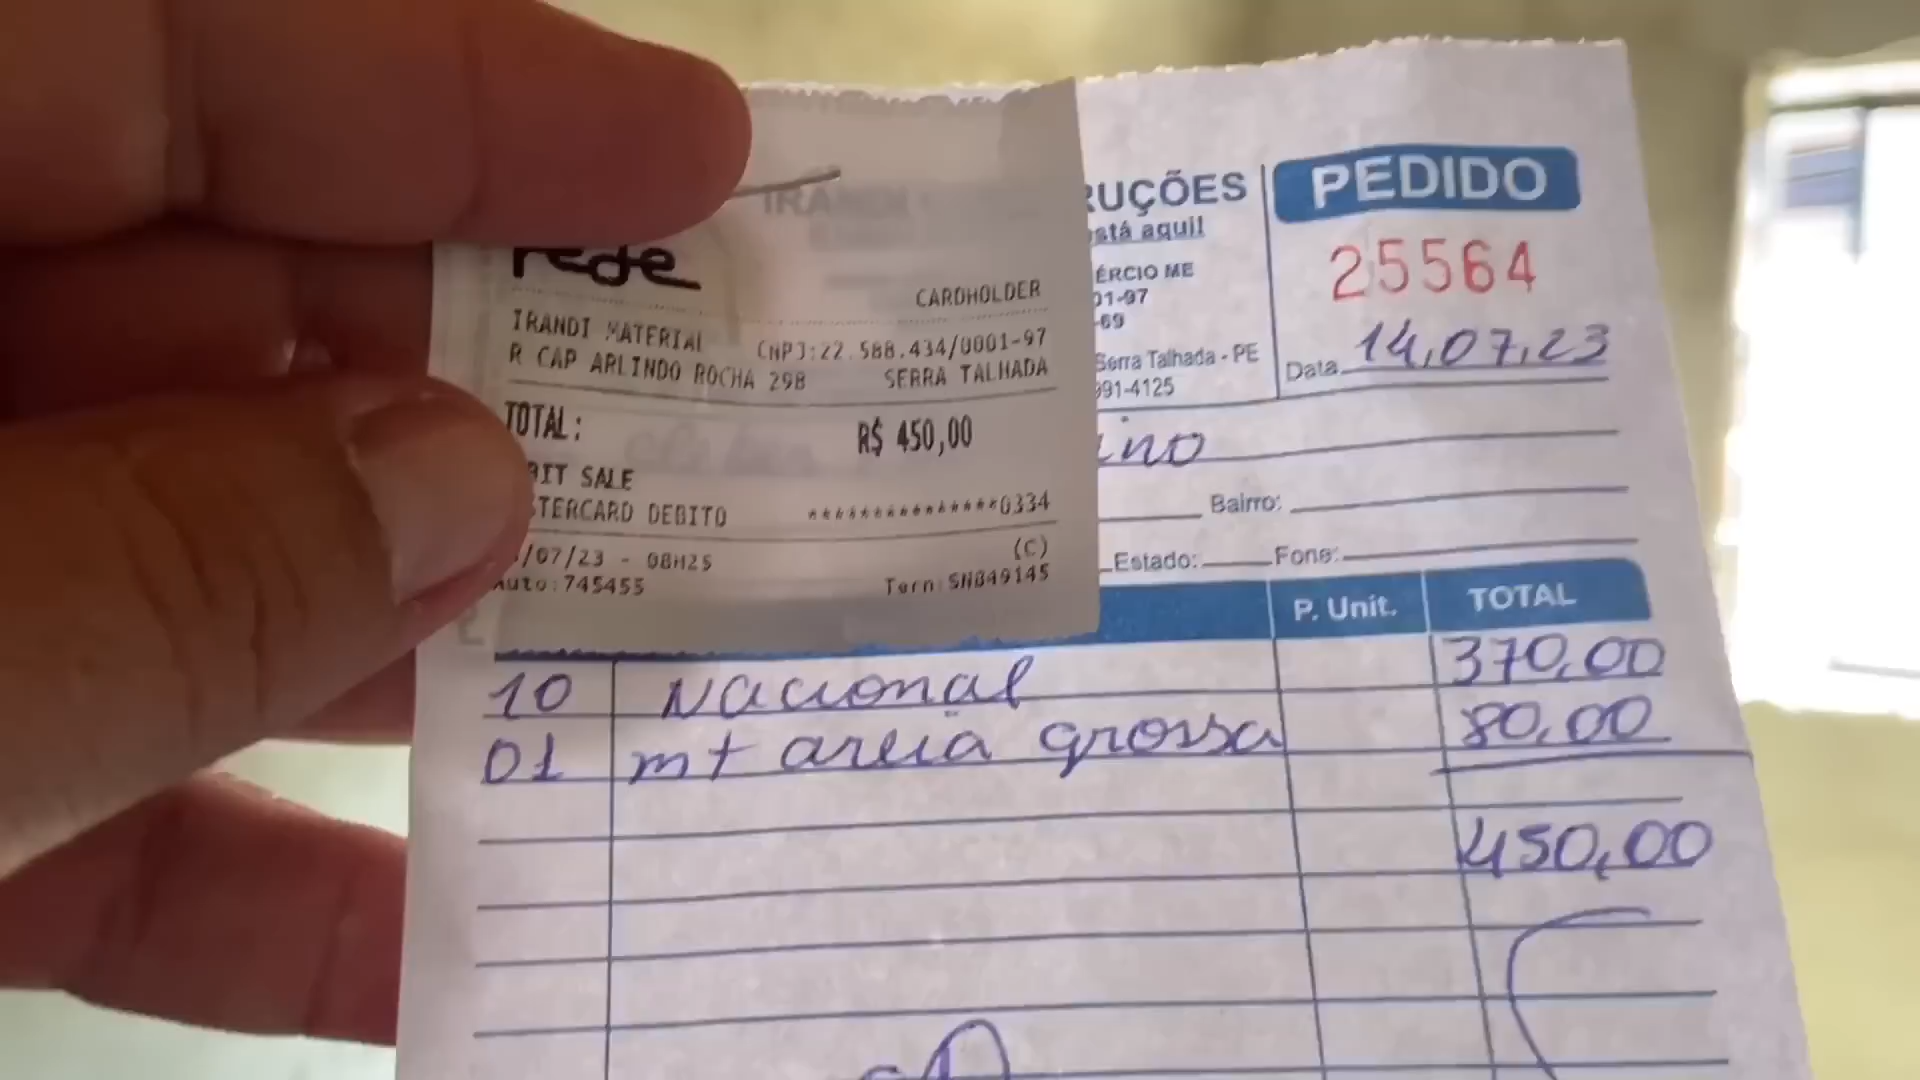 rede
CARDHOLDER
IRANDI MATERIAL CNPJ:22.588.434/0001-97
R CAP ARLINDO ROCHA 298 SERRA TALHADA
TOTAL: R$ 450,00
BIT SALE
STERCARD DEBITO ***************0334
/07/23 - 08H25 (C)
Auto:745455 Term:SN849145
RUÇÕES
stá aqui!
ÉRCIO ME
01-97
-69
Serra Talhada - PE
991-4125
PEDIDO
25564
Data 14,07,23
ino
Bairro:
Estado: Fone:
P. Unit. TOTAL
10 Nacional 370,00
01 mt areia grossa 80,00
450,00